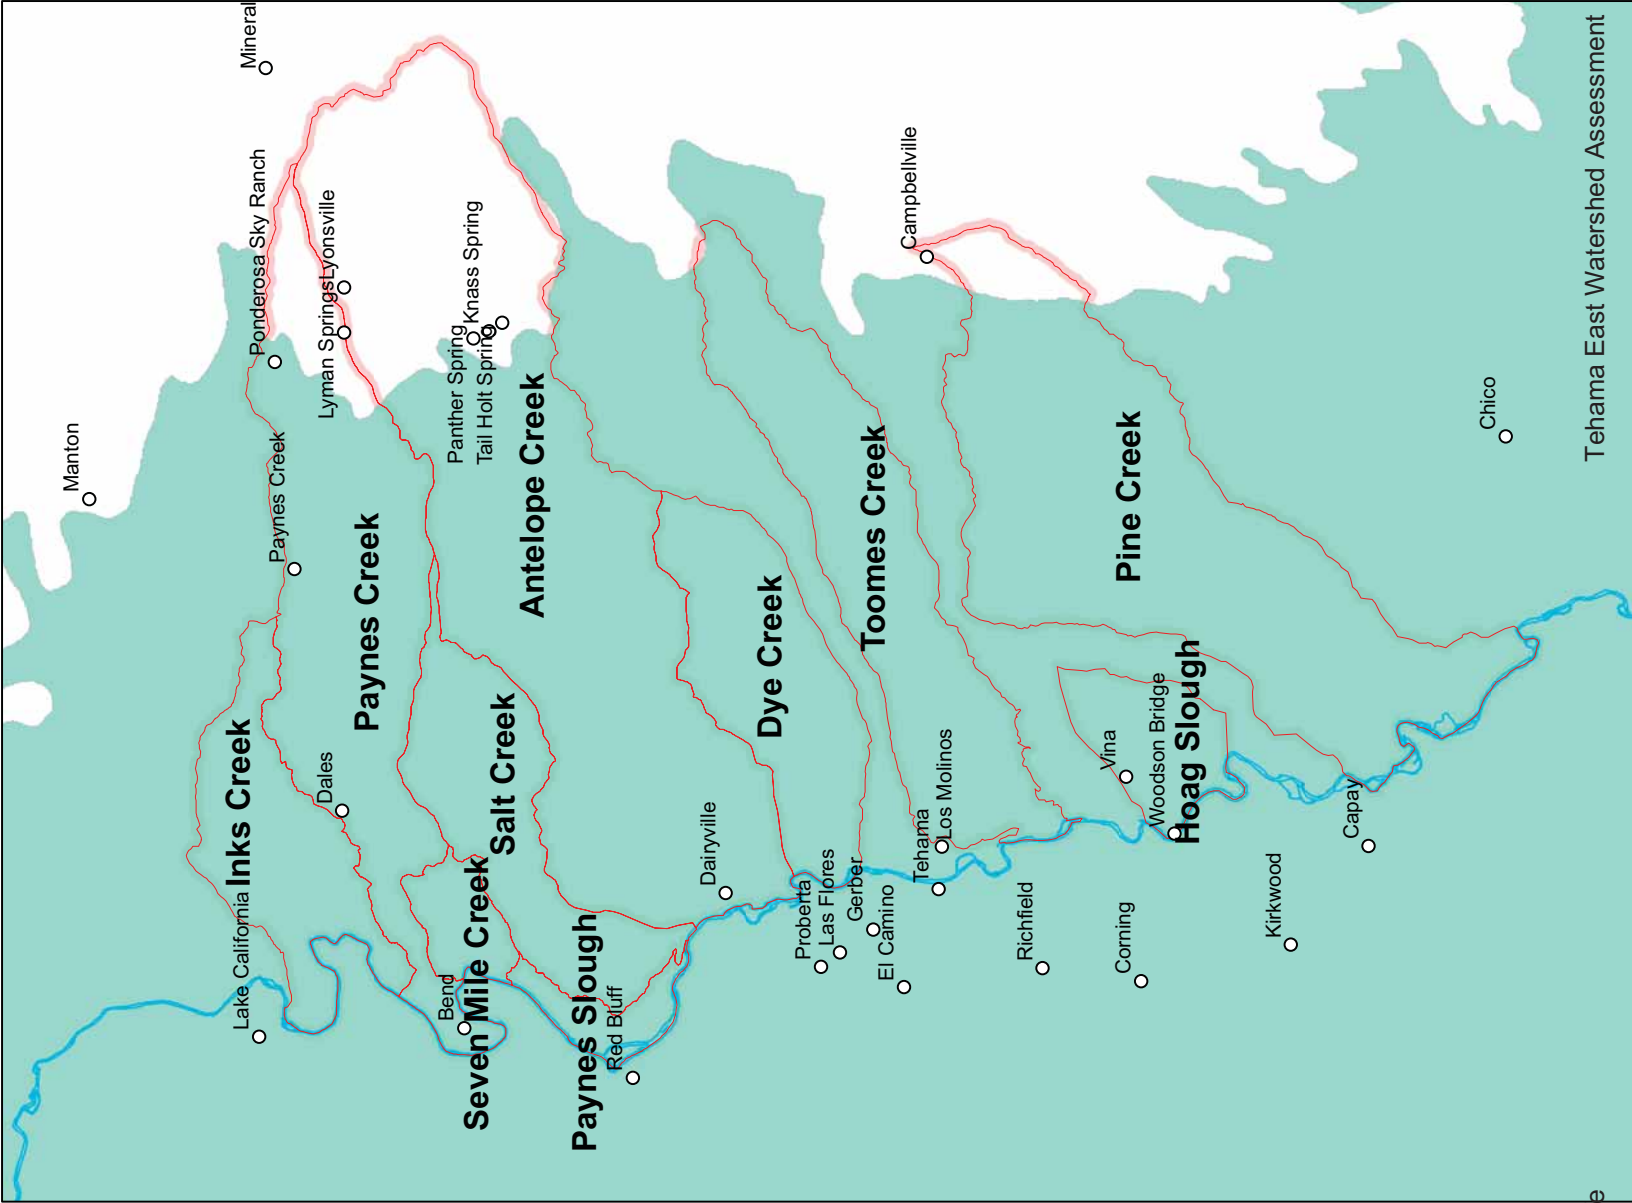 Mineral
Manton
Ponderosa Sky Ranch
Lyonsville
Lyman Springs
Knass Spring
Panther Spring
Tail Holt Spring
Campbellville
Paynes Creek
Paynes Creek
Antelope Creek
Toomes Creek
Pine Creek
Chico
Tehama East Watershed Assessment
Inks Creek
Dales
Salt Creek
Dye Creek
Dairyville
Los Molinos
Tehama
Vina
Woodson Bridge
Hoag Slough
Capay
Kirkwood
Lake California
Bend
Seven Mile Creek
Paynes Slough
Red Bluff
Proberta
Las Flores
Gerber
El Camino
Richfield
Corning
e